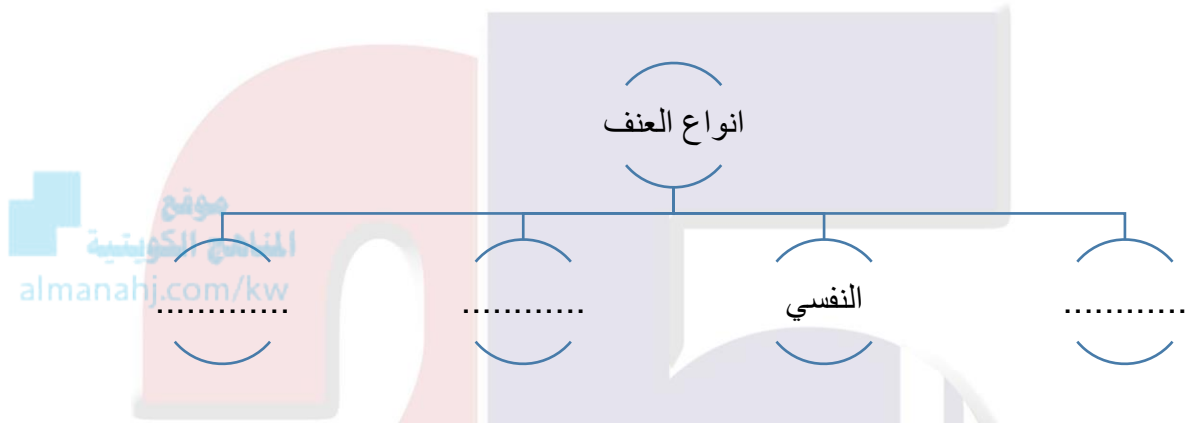 انواع العنف
موقع
المناهج الكويتية
almanahj.com/kw
............
النفسي
............
.............